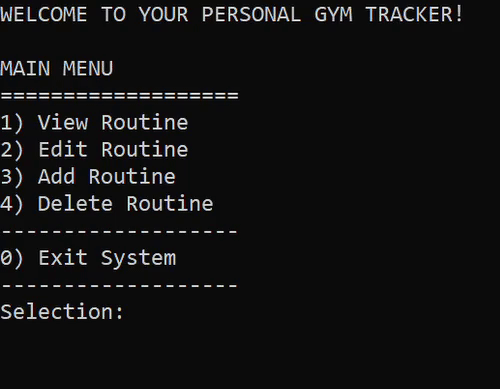 WELCOME TO YOUR PERSONAL GYM TRACKER!
MAIN MENU
===================
1) View Routine
2) Edit Routine
3) Add Routine
4) Delete Routine
-------------------
0) Exit System
-------------------
Selection: